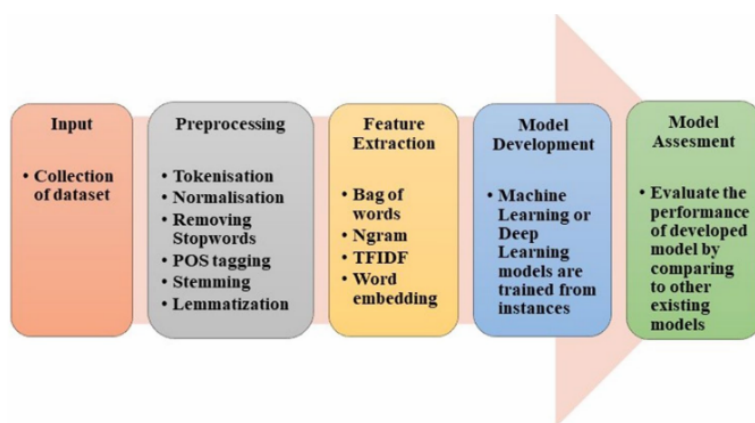 Input
• Collection
of dataset
Preprocessing
• Tokenisation
• Normalisation
• Removing
Stopwords
• POS tagging
• Stemming
• Lemmatization
Feature
Extraction
• Bag of
words
• Ngram
• TFIDF
• Word
embedding
Model
Development
• Machine
Learning or
Deep
Learning
models are
trained from
instances
Model
Assesment
• Evaluate the
performance
of developed
model by
comparing
to other
existing
models